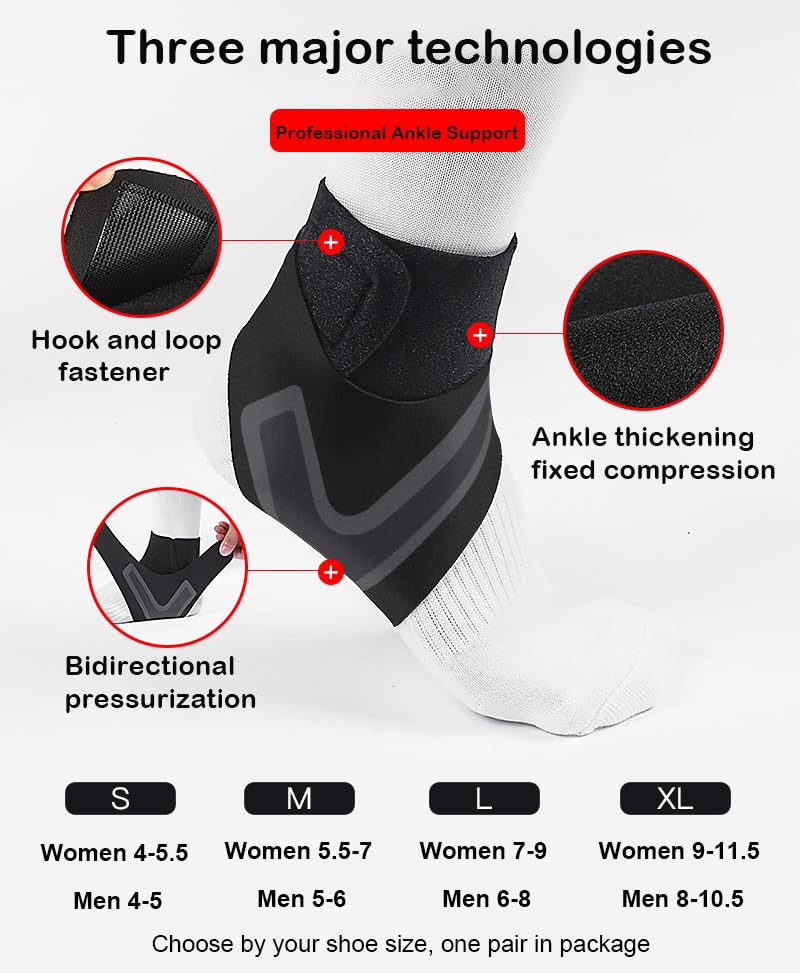 Three major technologies
Professional Ankle Support
Hook and loop
fastener
Ankle thickening
fixed compression
Bidirectional
pressurization
S
M
L
XL
Women 4-5.5
Women 5.5-7
Women 7-9
Women 9-11.5
Men 4-5
Men 5-6
Men 6-8
Men 8-10.5
Choose by your shoe size, one pair in package